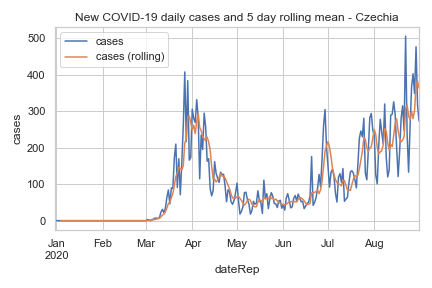 New COVID-19 daily cases and 5 day rolling mean - Czechia
cases
cases (rolling)
500
400
300
200
100
0
cases
Jan Feb Mar Apr May Jun Jul Aug
2020
dateRep